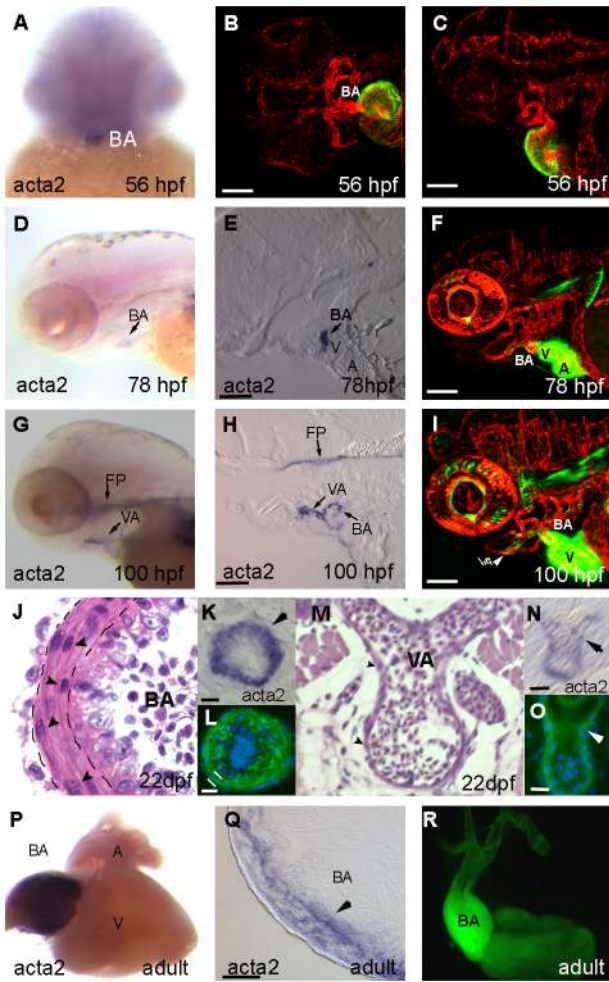 A
BA
acta2 56 hpf
B
BA
56 hpf
C
56 hpf
D
BA
acta2 78 hpf
E
BA
V
A
acta2 78hpf
F
BA V A
78 hpf
G
FP
VA
acta2 100 hpf
H
FP
VA
BA
acta2 100 hpf
I
BA
V
VA
100 hpf
J
BA
22dpf
K
acta2
L
M
VA
22dpf
N
acta2
O
P
BA A
V
acta2 adult
Q
BA
acta2 adult
R
BA
adult